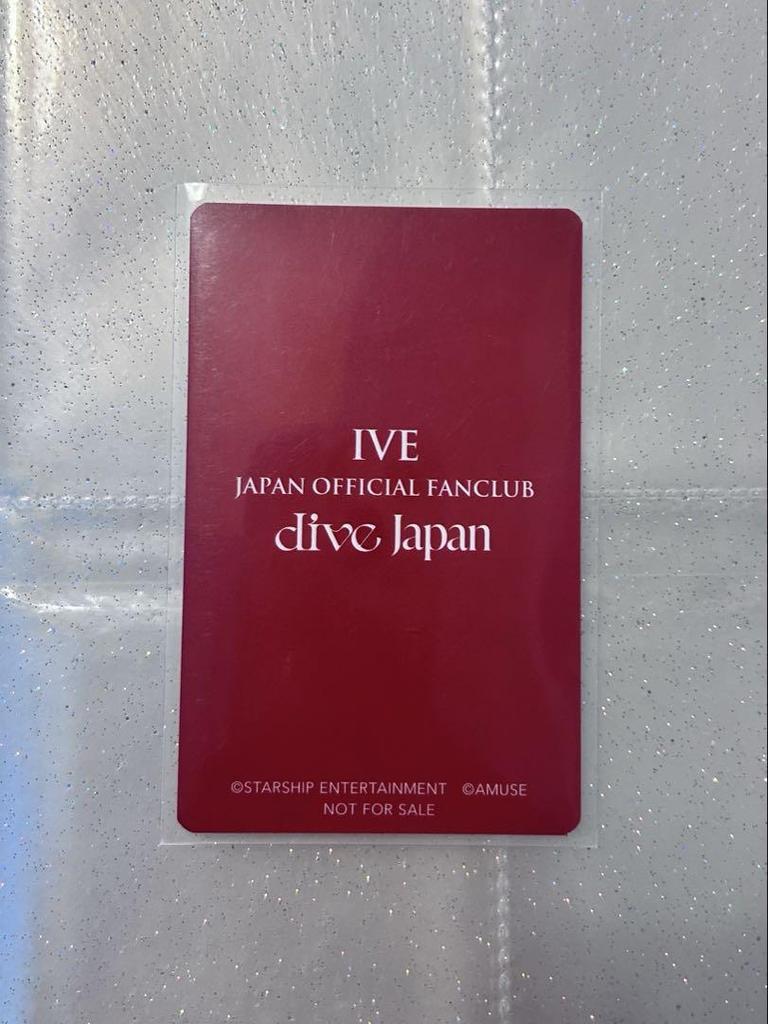 IVE
JAPAN OFFICIAL FANCLUB
dive Japan
©STARSHIP ENTERTAINMENT ©AMUSE
NOT FOR SALE